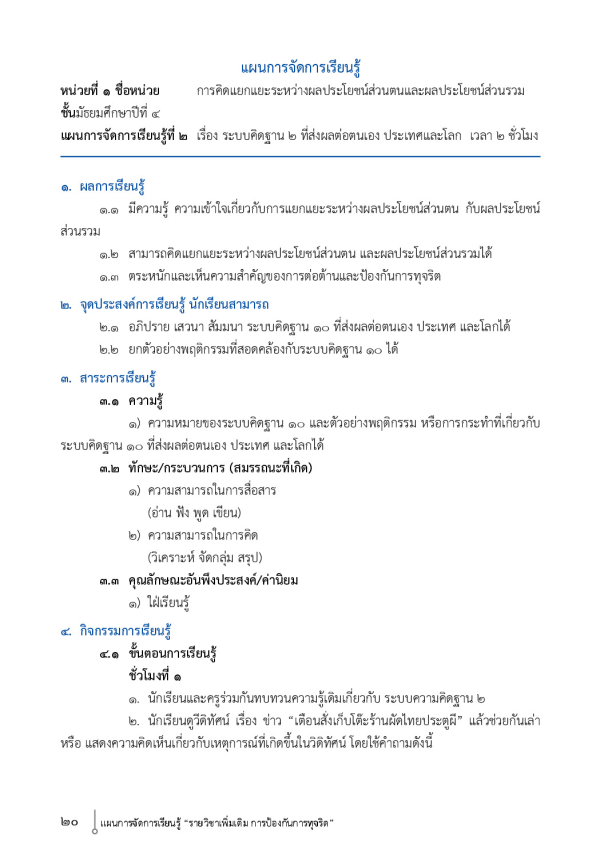 แผนการจัดการเรียนรู้
หน่วยที่ ๑ ชื่อหน่วย การคิดแยกแยะระหว่างผลประโยชน์ส่วนตนและผลประโยชน์ส่วนรวม
ชั้นมัธยมศึกษาปีที่ ๔
แผนการจัดการเรียนรู้ที่ ๒ เรื่อง ระบบคิดฐาน ๒ ที่ส่งผลต่อตนเอง ประเทศและโลก เวลา ๒ ชั่วโมง
๑. ผลการเรียนรู้
๑.๑ มีความรู้ ความเข้าใจเกี่ยวกับการแยกแยะระหว่างผลประโยชน์ส่วนตน กับผลประโยชน์
ส่วนรวม
๑.๒ สามารถคิดแยกแยะระหว่างผลประโยชน์ส่วนตน และผลประโยชน์ส่วนรวมได้
๑.๓ ตระหนักและเห็นความสำคัญของการต่อต้านและป้องกันการทุจริต
๒. จุดประสงค์การเรียนรู้ นักเรียนสามารถ
๒.๑ อภิปราย เสวนา สัมมนา ระบบคิดฐาน ๑๐ ที่ส่งผลต่อตนเอง ประเทศ และโลกได้
๒.๒ ยกตัวอย่างพฤติกรรมที่สอดคล้องกับระบบคิดฐาน ๑๐ ได้
๓. สาระการเรียนรู้
๓.๑ ความรู้
๑) ความหมายของระบบคิดฐาน ๑๐ และตัวอย่างพฤติกรรม หรือการกระทำที่เกี่ยวกับ
ระบบคิดฐาน ๑๐ ที่ส่งผลต่อตนเอง ประเทศ และโลกได้
๓.๒ ทักษะ/กระบวนการ (สมรรถนะที่เกิด)
๑) ความสามารถในการสื่อสาร
(อ่าน ฟัง พูด เขียน)
๒) ความสามารถในการคิด
(วิเคราะห์ จัดกลุ่ม สรุป)
๓.๓ คุณลักษณะอันพึงประสงค์/ค่านิยม
๑) ใฝ่เรียนรู้
๔. กิจกรรมการเรียนรู้
๔.๑ ขั้นตอนการเรียนรู้
ชั่วโมงที่ ๑
๑. นักเรียนและครูร่วมกันทบทวนความรู้เดิมเกี่ยวกับ ระบบความคิดฐาน ๒
๒. นักเรียนดูวีดิทัศน์ เรื่อง ข่าว “เตือนสั่งเก็บโต๊ะร้านผัดไทยประตูผี” แล้วช่วยกันเล่า
หรือ แสดงความคิดเห็นเกี่ยวกับเหตุการณ์ที่เกิดขึ้นในวิดิทัศน์ โดยใช้คำถามดังนี้
๒๐ แผนการจัดการเรียนรู้ “รายวิชาเพิ่มเติม การป้องกันการทุจริต”